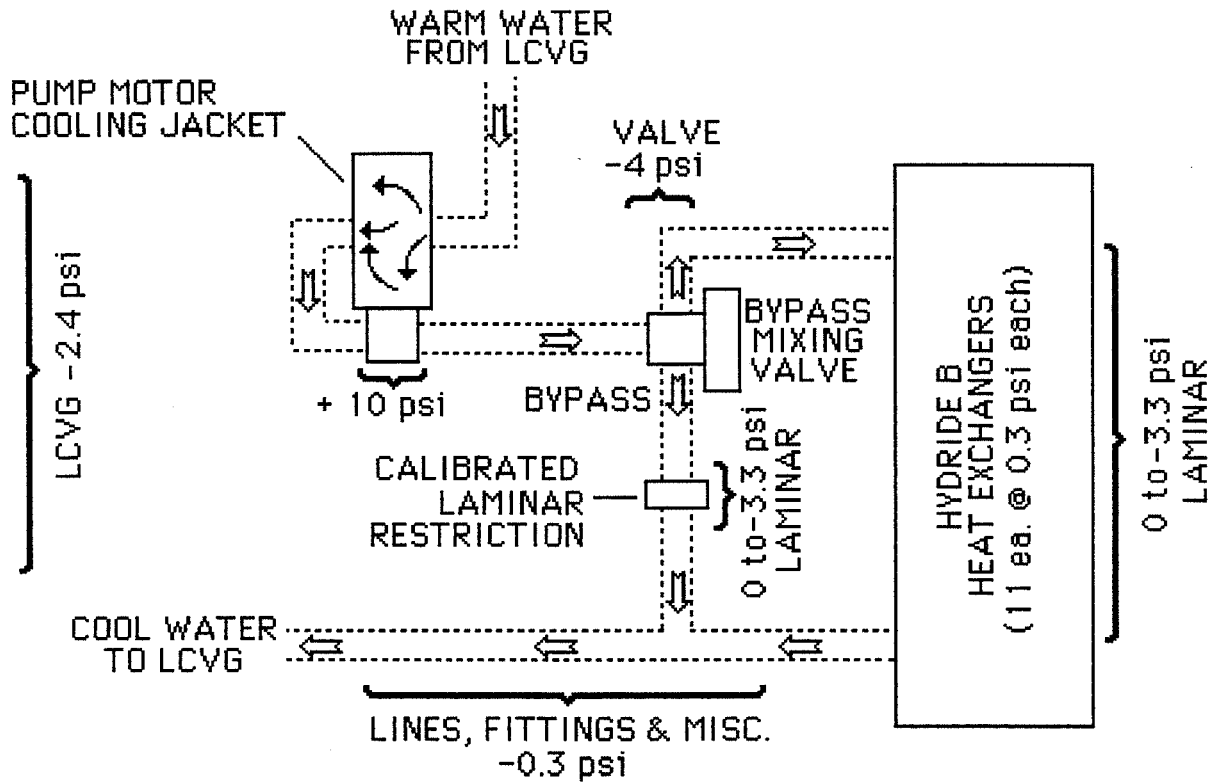 WARM WATER
FROM LCVG
PUMP MOTOR
COOLING JACKET
VALVE
-4 psi
LCVG -2.4 psi
BYPASS
MIXING
VALVE
+ 10 psi
BYPASS
CALIBRATED
LAMINAR
RESTRICTION
0 to-3.3 psi
LAMINAR
HYDRIDE B
HEAT EXCHANGERS
(11 ea. @ 0.3 psi each)
0 to-3.3 psi
LAMINAR
COOL WATER
TO LCVG
LINES, FITTINGS & MISC.
-0.3 psi